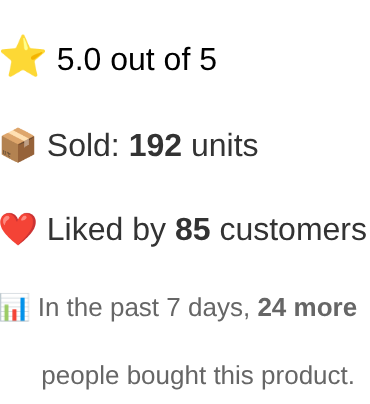 ⭐ 5.0 out of 5
📦 Sold: 192 units
❤️ Liked by 85 customers
📊 In the past 7 days, 24 more
people bought this product.